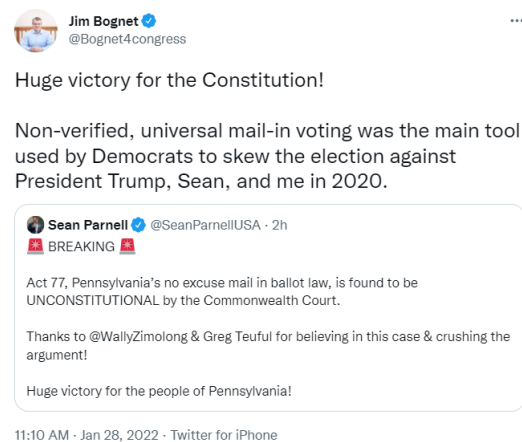 Jim Bognet
@Bognet4congress
Huge victory for the Constitution!
Non-verified, universal mail-in voting was the main tool
used by Democrats to skew the election against
President Trump, Sean, and me in 2020.
Sean Parnell @SeanParnellUSA · 2h
🚨 BREAKING 🚨
Act 77, Pennsylvania's no excuse mail in ballot law, is found to be
UNCONSTITUTIONAL by the Commonwealth Court.
Thanks to @WallyZimolong & Greg Teuful for believing in this case & crushing the
argument!
Huge victory for the people of Pennsylvania!
11:10 AM · Jan 28, 2022 · Twitter for iPhone